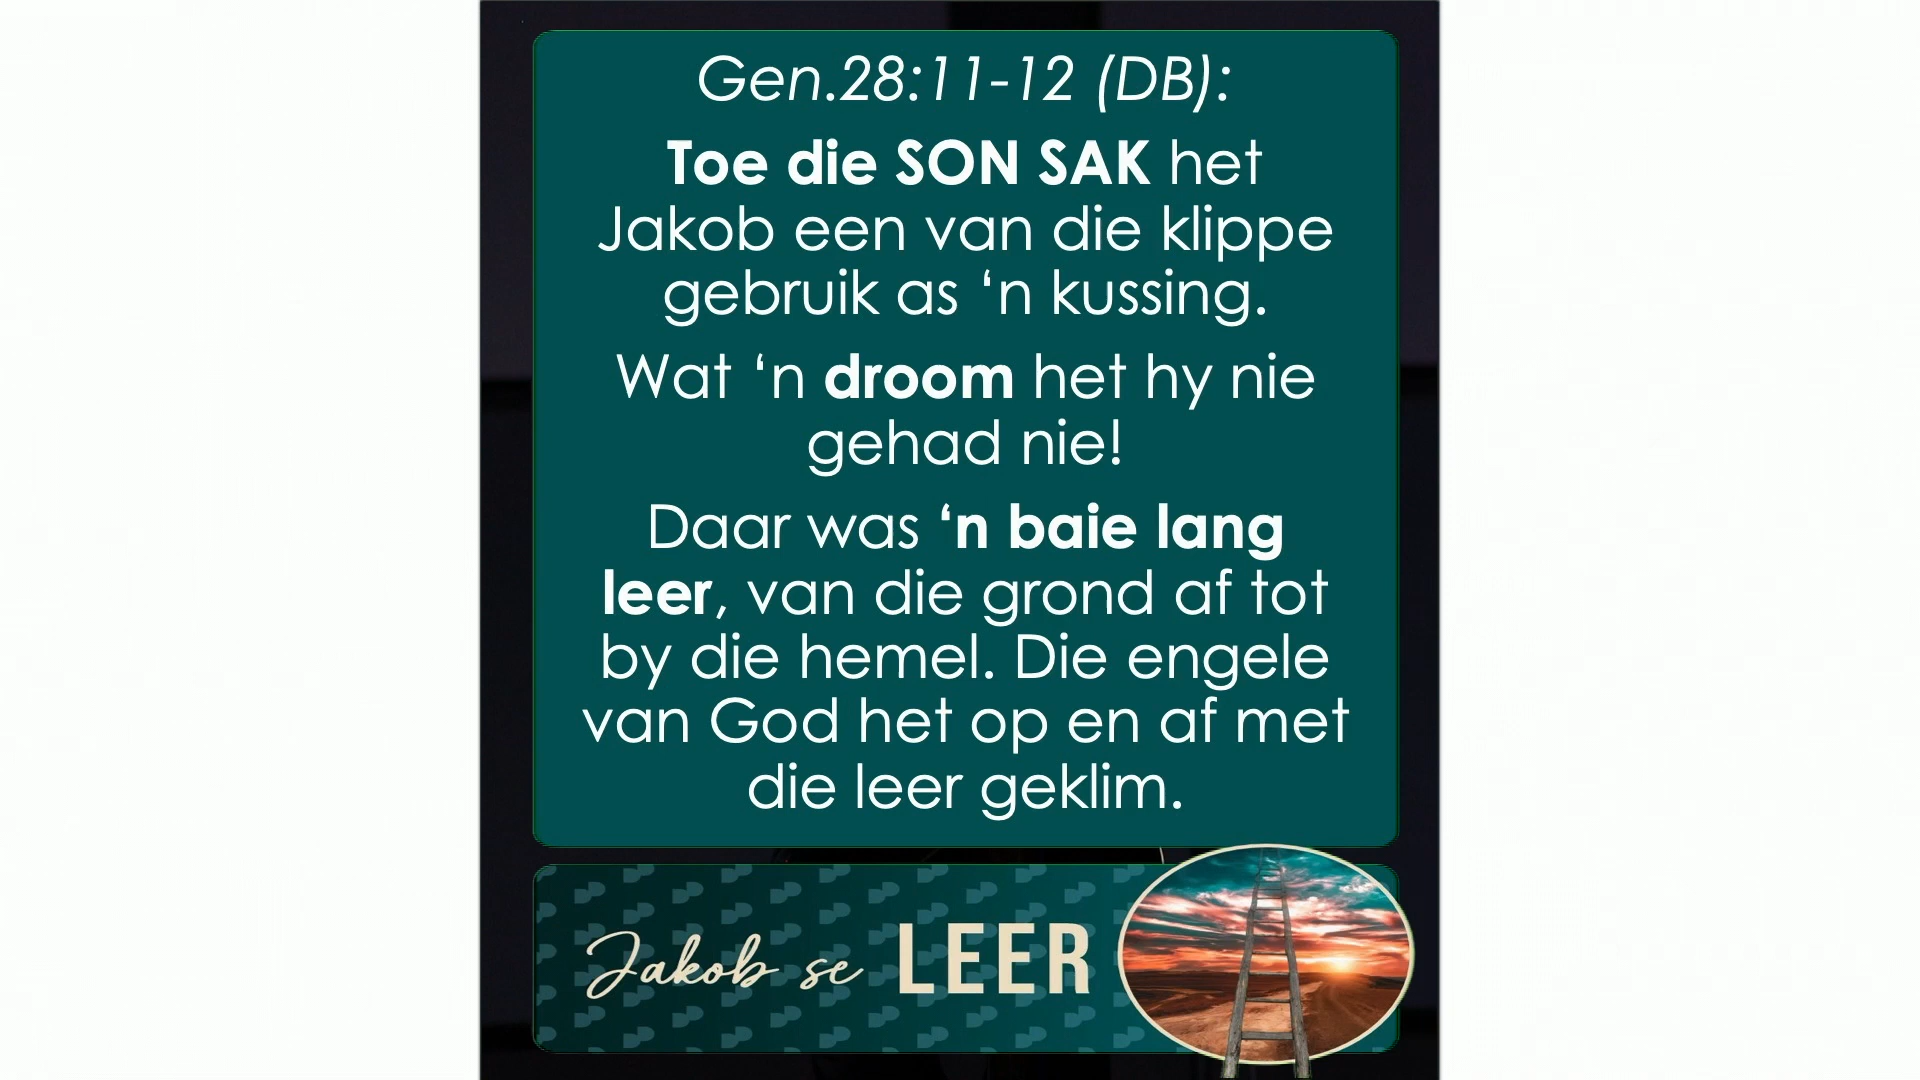 Gen.28:11-12 (DB):
Toe die SON SAK het
Jakob een van die klippe
gebruik as ‘n kussing.
Wat ‘n droom het hy nie
gehad nie!
Daar was ‘n baie lang
leer, van die grond af tot
by die hemel. Die engele
van God het op en af met
die leer geklim.
Jakob se LEER